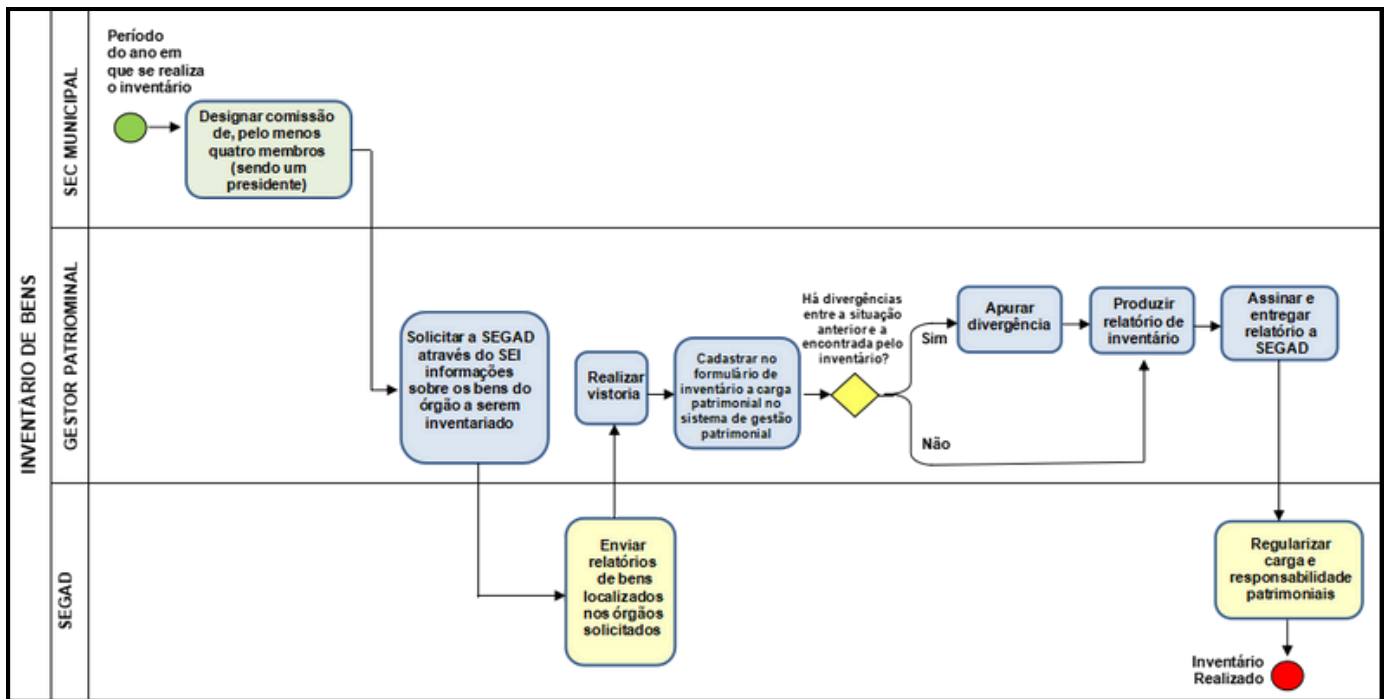 INVENTÁRIO DE BENS
SEC MUNICIPAL
Período
do ano em
que se realiza
o inventário
Designar comissão
de, pelo menos
quatro membros
(sendo um
presidente)
GESTOR PATRIOMINAL
Solicitar a SEGAD
através do SEI
informações
sobre os bens do
órgão a serem
inventariado
Realizar
vistoria
Cadastrar no
formulário de
inventário a carga
patrimonial no
sistema de gestão
patrimonial
Há divergências
entre a situação
anterior e a
encontrada pelo
inventário?
Sim
Não
Apurar
divergência
Produzir
relatório de
inventário
Assinar e
entregar
relatório a
SEGAD
SEGAD
Enviar
relatórios
de bens
localizados
nos órgãos
solicitados
Regularizar
carga e
responsabilidade
patrimoniais
Inventário
Realizado